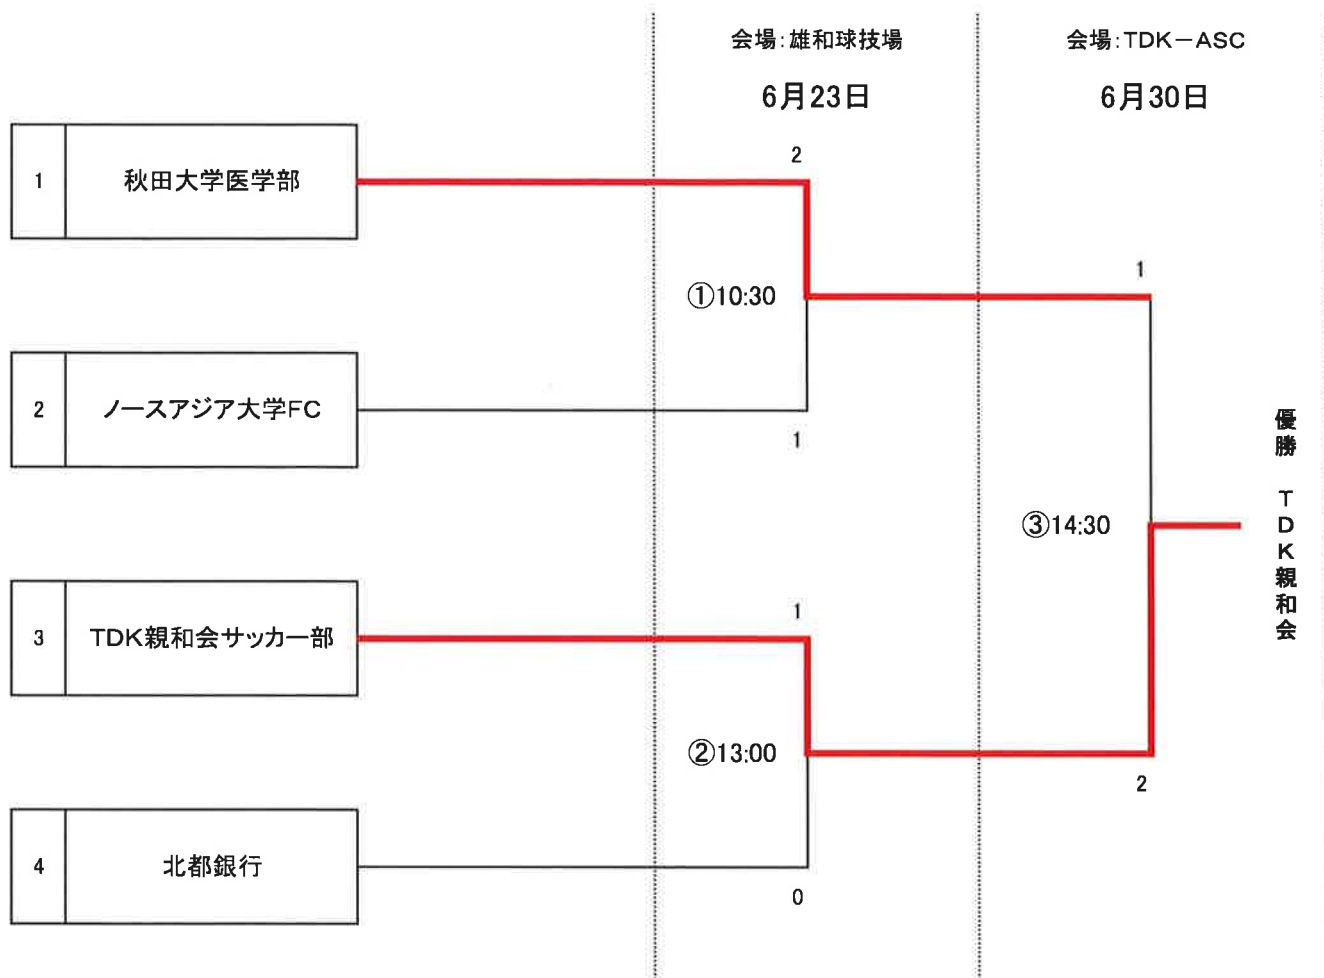 会場：雄和球技場
会場：TDK－ASC
6月23日
6月30日
2
1 秋田大学医学部
1
①10:30
2 ノースアジア大学FC
1
優勝 TDK親和会
③14:30
1
3 TDK親和会サッカー部
②13:00
2
4 北都銀行
0